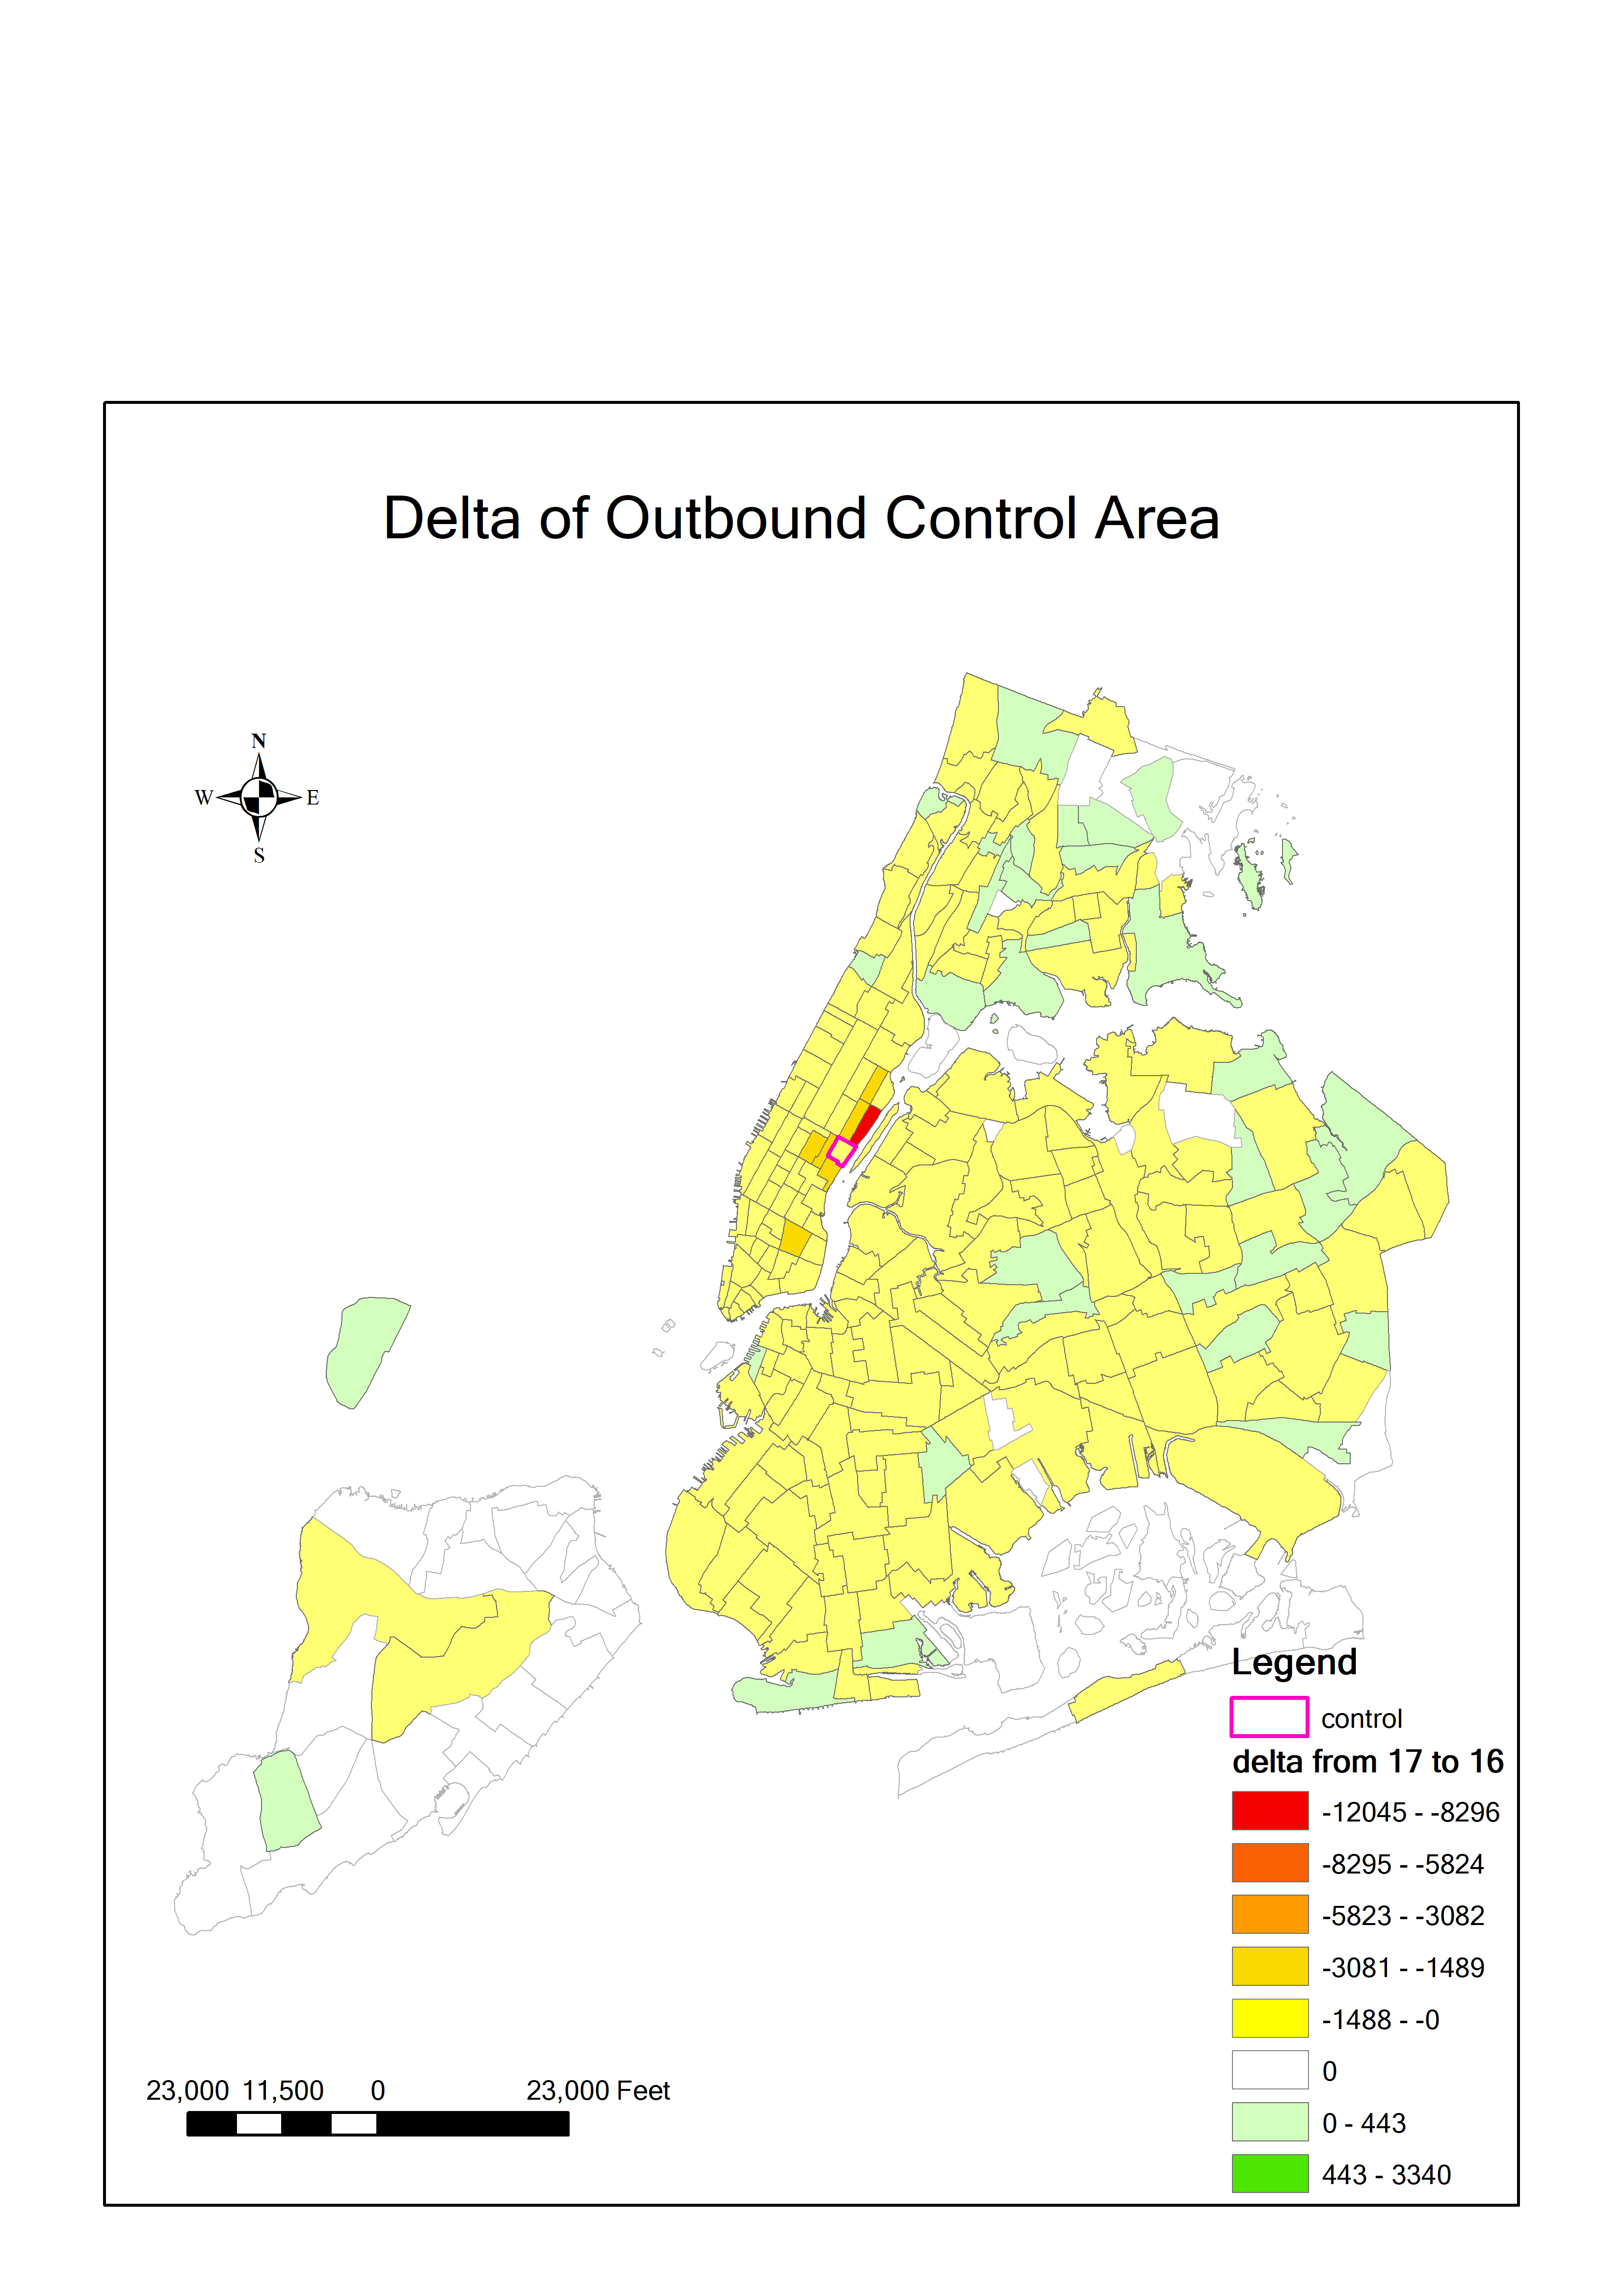 Delta of Outbound Control Area
N
W E
S
Legend
control
delta from 17 to 16
-12045 - -8296
-8295 - -5824
-5823 - -3082
-3081 - -1489
-1488 - -0
0
0 - 443
443 - 3340
23,000 11,500 0 23,000 Feet